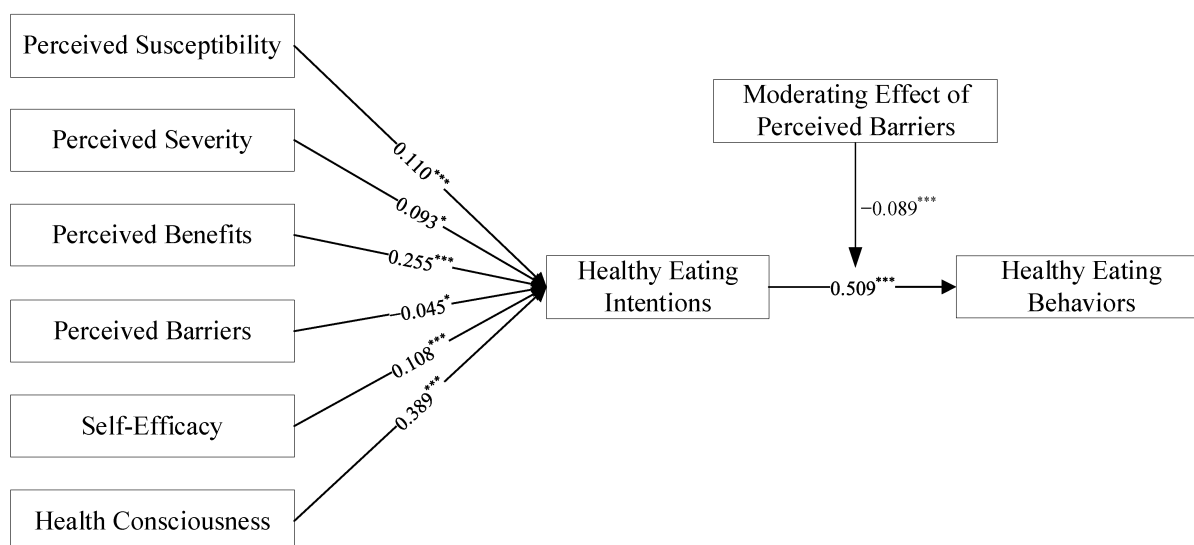 Perceived Susceptibility
Perceived Severity
Perceived Benefits
Perceived Barriers
Self-Efficacy
Health Consciousness
0.110***
0.093*
0.255***
−0.045*
0.108***
0.389***
Healthy Eating
Intentions
Moderating Effect of
Perceived Barriers
−0.089***
0.509***
Healthy Eating
Behaviors